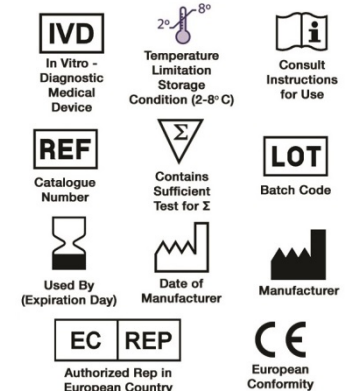 IVD
In Vitro -
Diagnostic
Medical
Device
2° 8°
Temperature
Limitation
Storage
Condition (2-8° C)
i
Consult
Instructions
for Use
REF
Catalogue
Number
Σ
Contains
Sufficient
Test for Σ
LOT
Batch Code
Used By
(Expiration Day)
Date of
Manufacturer
Manufacturer
EC REP
Authorized Rep in
European Country
CE
European
Conformity